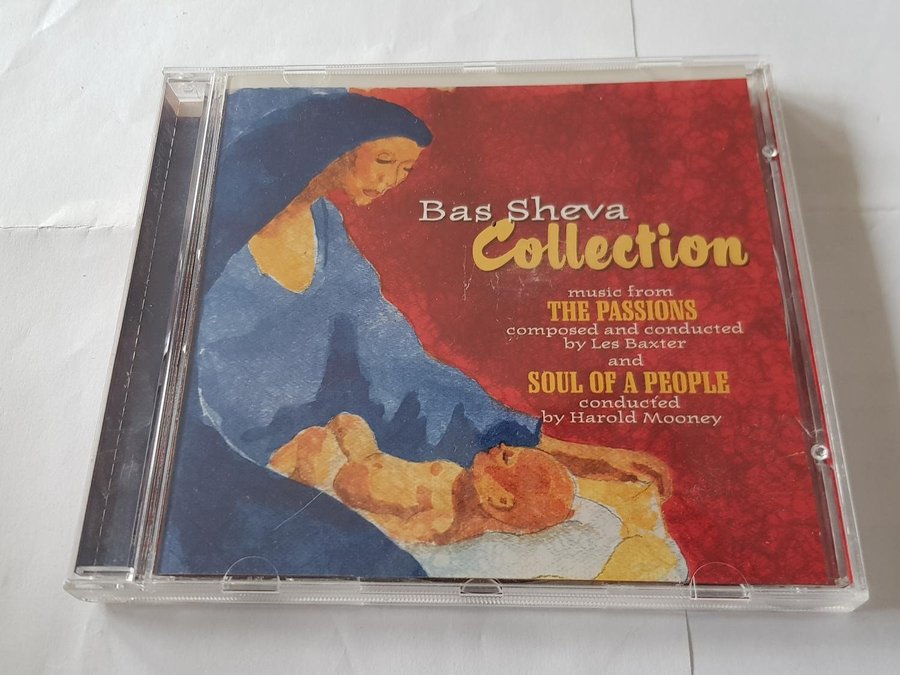 Bas Sheva
Collection
music from
THE PASSIONS
composed and conducted
by Les Baxter
and
SOUL OF A PEOPLE
conducted
by Harold Mooney